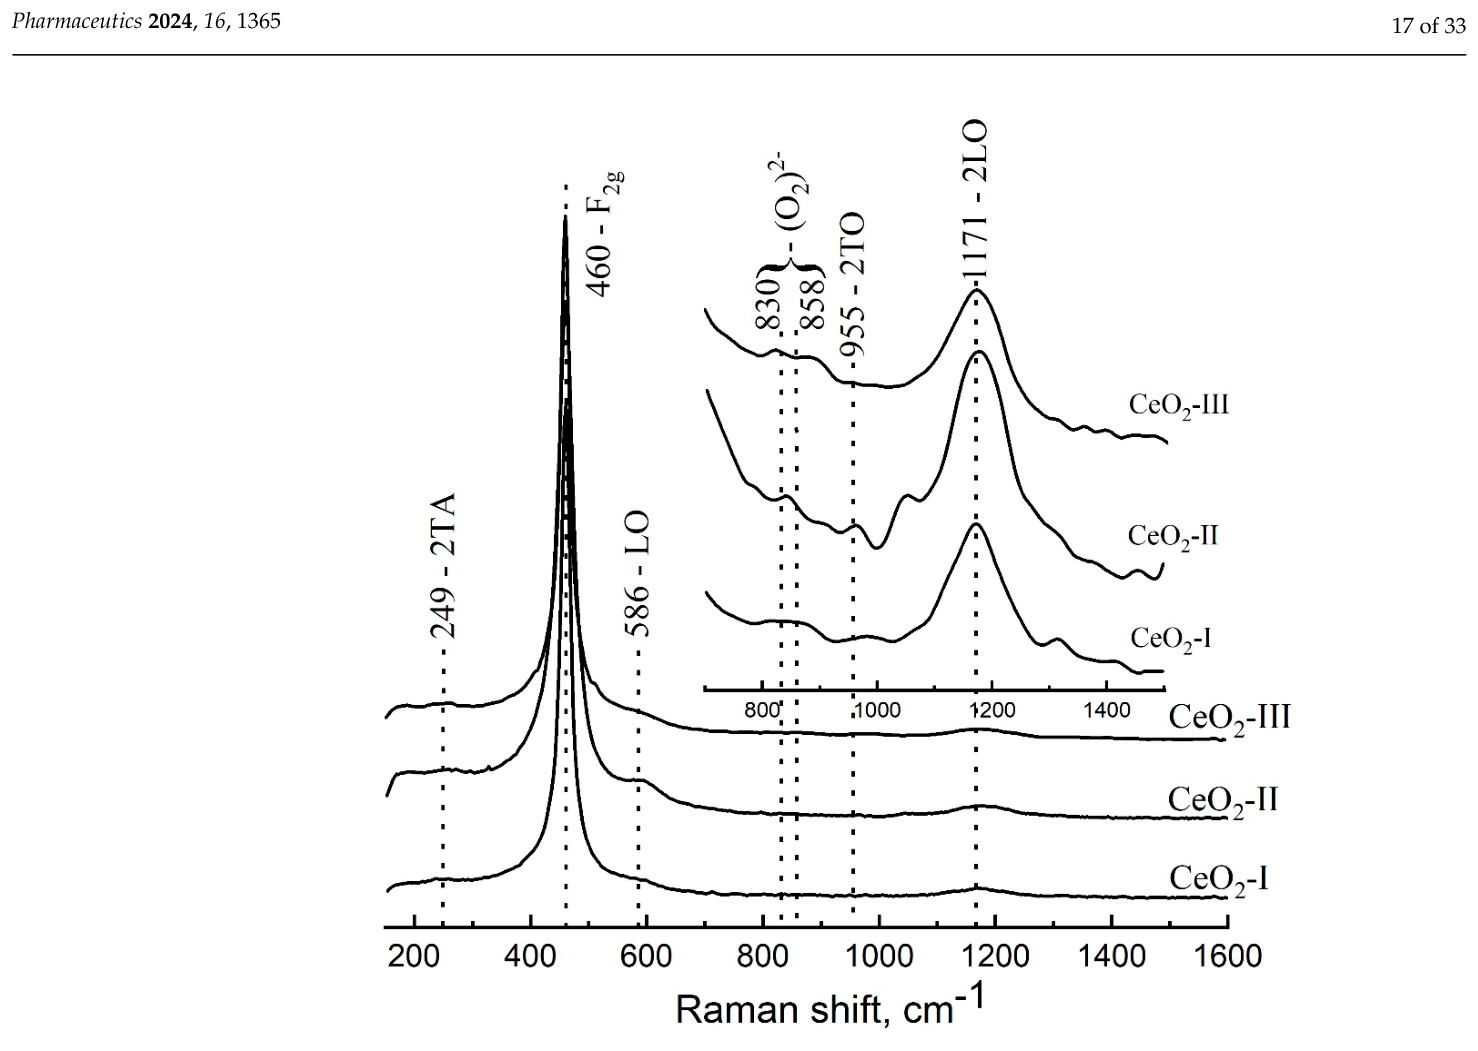 Pharmaceutics 2024, 16, 1365
17 of 33
460 - F2g
830
858
- (O2)2-
955 - 2TO
1171 - 2LO
CeO2-III
CeO2-II
CeO2-I
249 - 2TA
586 - LO
800 1000 1200 1400
CeO2-III
CeO2-II
CeO2-I
200 400 600 800 1000 1200 1400 1600
Raman shift, cm-1